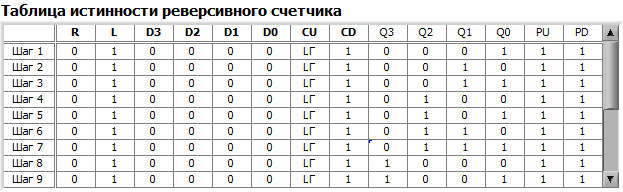 Таблица истинности реверсивного счетчика
R L D3 D2 D1 D0 CU CD Q3 Q2 Q1 Q0 PU PD
Шаг 1 0 1 0 0 0 0 LГ 1 0 0 0 1 1 1
Шаг 2 0 1 0 0 0 0 LГ 1 0 0 1 0 1 1
Шаг 3 0 1 0 0 0 0 LГ 1 0 0 1 1 1 1
Шаг 4 0 1 0 0 0 0 LГ 1 0 1 0 0 1 1
Шаг 5 0 1 0 0 0 0 LГ 1 0 1 0 1 1 1
Шаг 6 0 1 0 0 0 0 LГ 1 0 1 1 0 1 1
Шаг 7 0 1 0 0 0 0 LГ 1 0 1 1 1 1 1
Шаг 8 0 1 0 0 0 0 LГ 1 1 0 0 0 1 1
Шаг 9 0 1 0 0 0 0 LГ 1 1 0 0 1 1 1